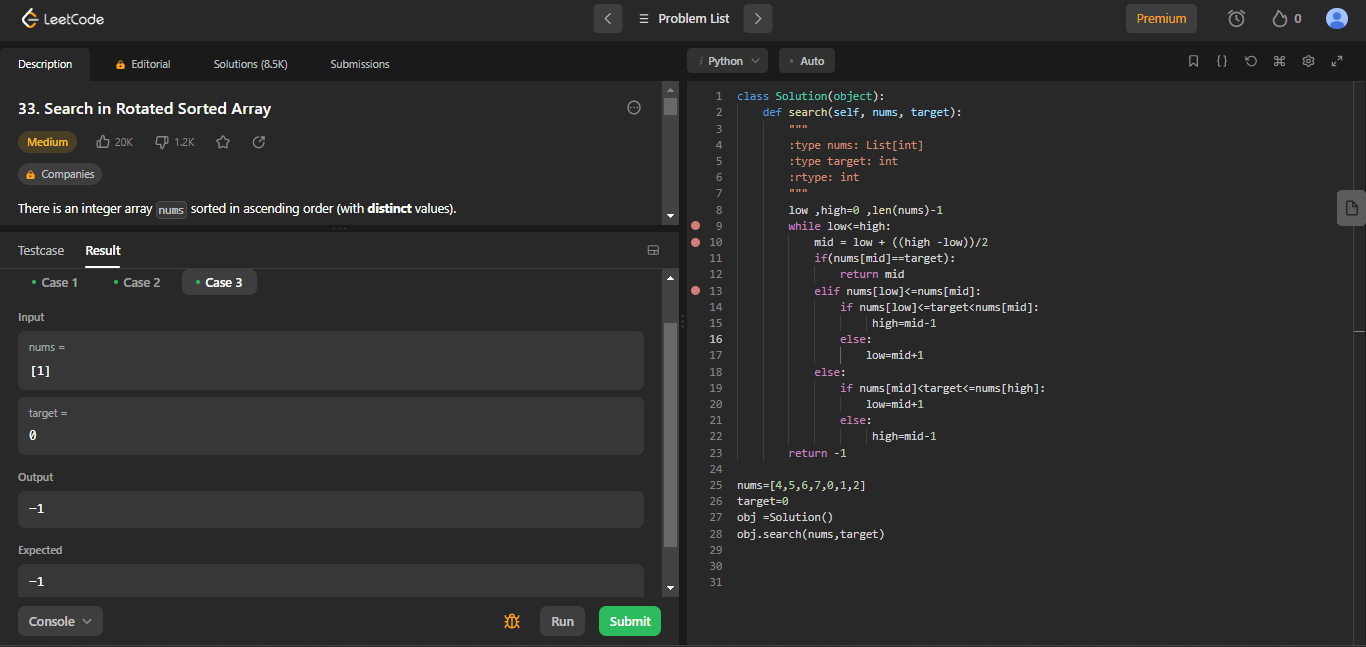 LeetCode
Problem List
Premium
0
Description
Editorial
Solutions (8.5K)
Submissions
33. Search in Rotated Sorted Array
Medium
20K
1.2K
Companies
There is an integer array nums sorted in ascending order (with distinct values).
Testcase
Result
Case 1
Case 2
Case 3
Input
nums =
[1]
target =
0
Output
-1
Expected
-1
Console
Run
Submit
i Python
Auto
1 class Solution(object):
2 def search(self, nums, target):
3 """
4 :type nums: List[int]
5 :type target: int
6 :rtype: int
7 """
8 low ,high=0 ,len(nums)-1
9 while low<=high:
10 mid = low + ((high -low))/2
11 if(nums[mid]==target):
12 return mid
13 elif nums[low]<=nums[mid]:
14 if nums[low]<=target<nums[mid]:
15 high=mid-1
16 else:
17 low=mid+1
18 else:
19 if nums[mid]<target<=nums[high]:
20 low=mid+1
21 else:
22 high=mid-1
23 return -1
24
25 nums=[4,5,6,7,0,1,2]
26 target=0
27 obj =Solution()
28 obj.search(nums,target)
29
30
31